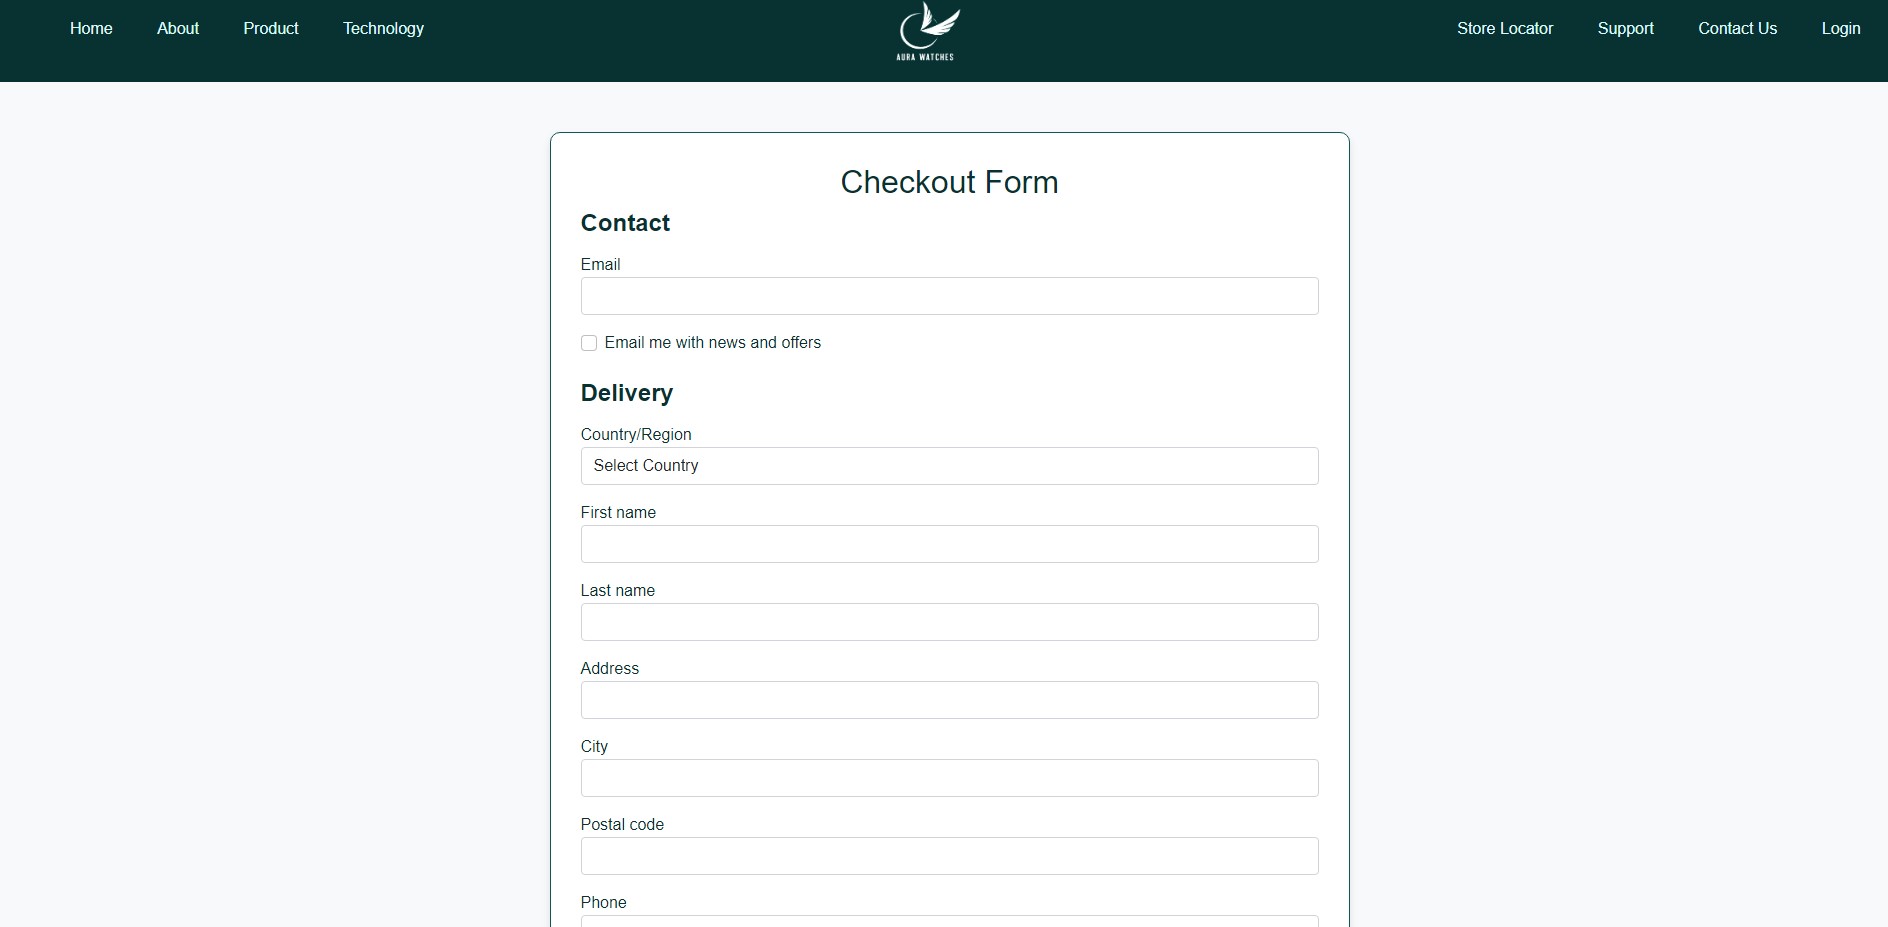 Home About Product Technology
AURA WATCHES
Store Locator Support Contact Us Login
Checkout Form
Contact
Email
Email me with news and offers
Delivery
Country/Region
Select Country
First name
Last name
Address
City
Postal code
Phone